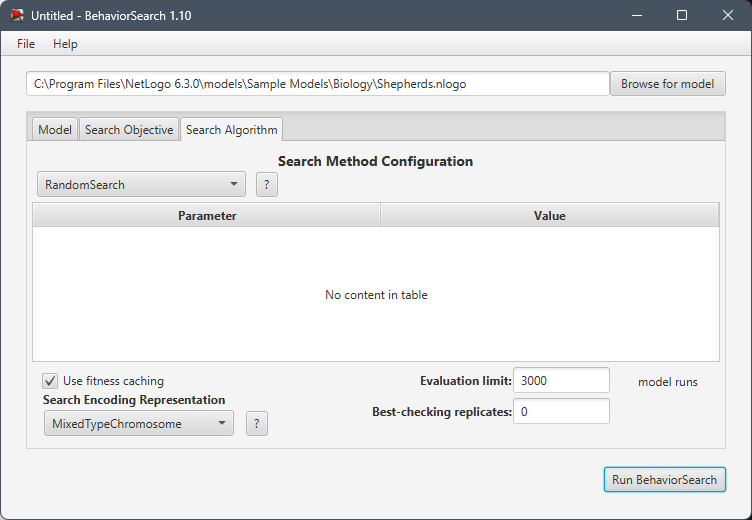 Untitled - BehaviorSearch 1.10
File Help
C:\Program Files\NetLogo 6.3.0\models\Sample Models\Biology\Shepherds.nlogo Browse for model
Model Search Objective Search Algorithm
Search Method Configuration
RandomSearch ?
Parameter Value
No content in table
Use fitness caching Evaluation limit: 3000 model runs
Search Encoding Representation
Best-checking replicates: 0
MixedTypeChromosome ?
Run BehaviorSearch